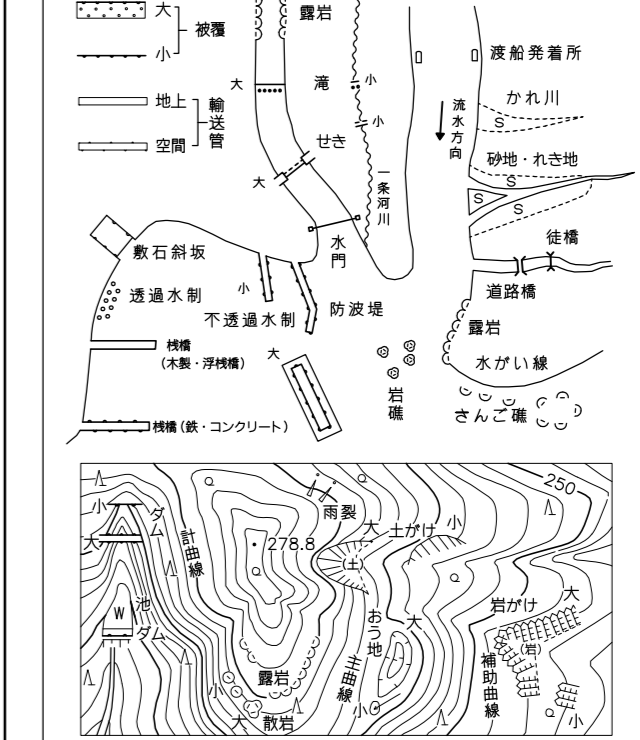 大
小
被覆
地上
空間
輸送管
露岩
大
滝
小
小
せき
大
一条河川
流水方向
渡船発着所
かれ川
S
砂地・れき地
S
S
S
徒橋
道路橋
露岩
水がい線
さんご礁
岩礁
水門
敷石斜坂
透過水制
小
不透過水制
防波堤
大
桟橋
(木製・浮桟橋)
桟橋(鉄・コンクリート)
小
ダム
大
計曲線
W
池
ダム
278.8
雨裂
大
土がけ
小
(土)
250
おう地
大
小
主曲線
露岩
小
大
散岩
岩がけ
大
(岩)
補助曲線
小